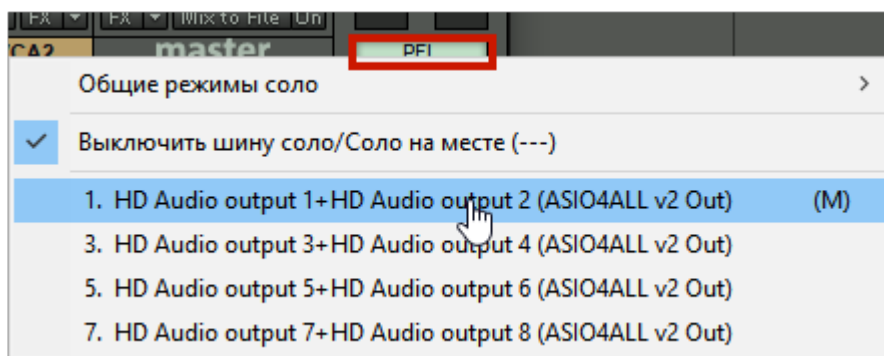 FX FX Mix to File Un
CA2 master PFL
Общие режимы соло
Выключить шину соло/Соло на месте (---)
1. HD Audio output 1+HD Audio output 2 (ASIO4ALL v2 Out) (M)
3. HD Audio output 3+HD Audio output 4 (ASIO4ALL v2 Out)
5. HD Audio output 5+HD Audio output 6 (ASIO4ALL v2 Out)
7. HD Audio output 7+HD Audio output 8 (ASIO4ALL v2 Out)